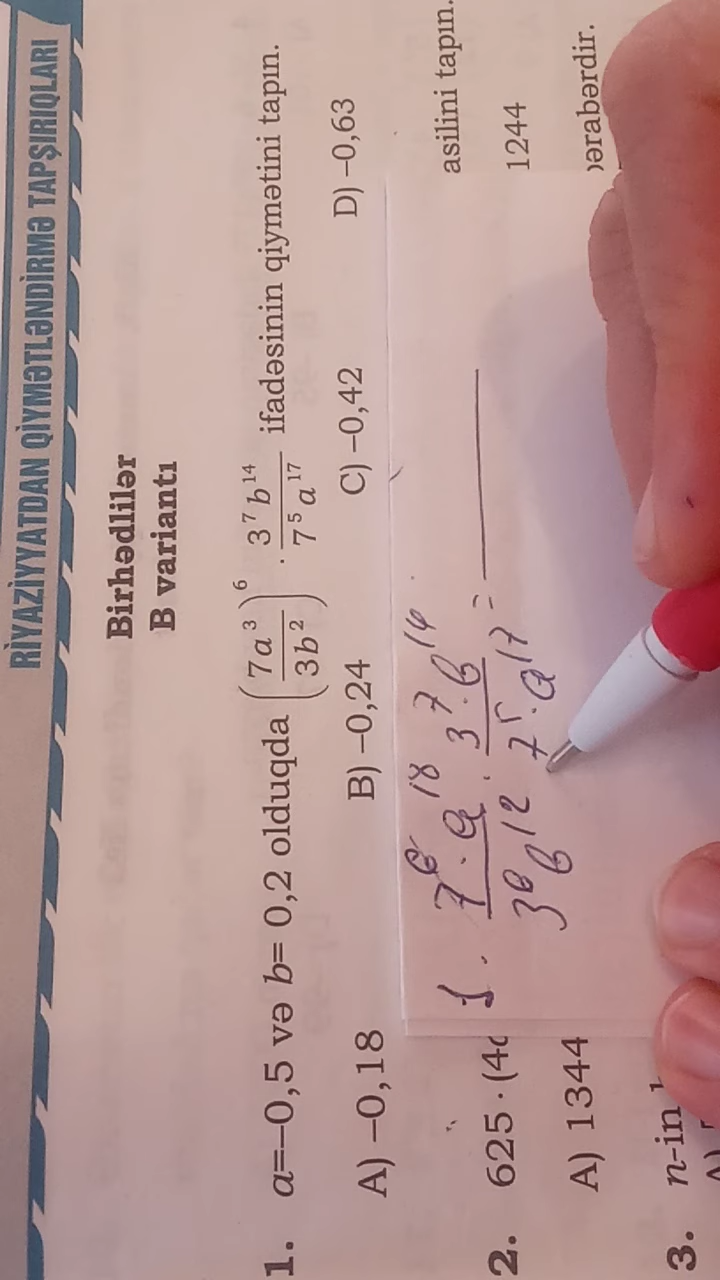 RİYAZİYYATDAN QİYMƏTLƏNDİRMƏ TAPŞIRIQLARI
Birhədlilər
B variantı
1. a=–0,5 və b= 0,2 olduqda (7a³/3b²)⁶ · 3⁷b¹⁴/7⁵a¹⁷ ifadəsinin qiymətini tapın.
A) –0,18 B) –0,24 C) –0,42 D) –0,63
1. 7⁶·a¹⁸/3⁶b¹² · 3⁷·b¹⁴/7⁵·a¹⁷ =
2. 625 · (4 asilini tapın.
A) 1344 1244
3. n-in ərabərdir.